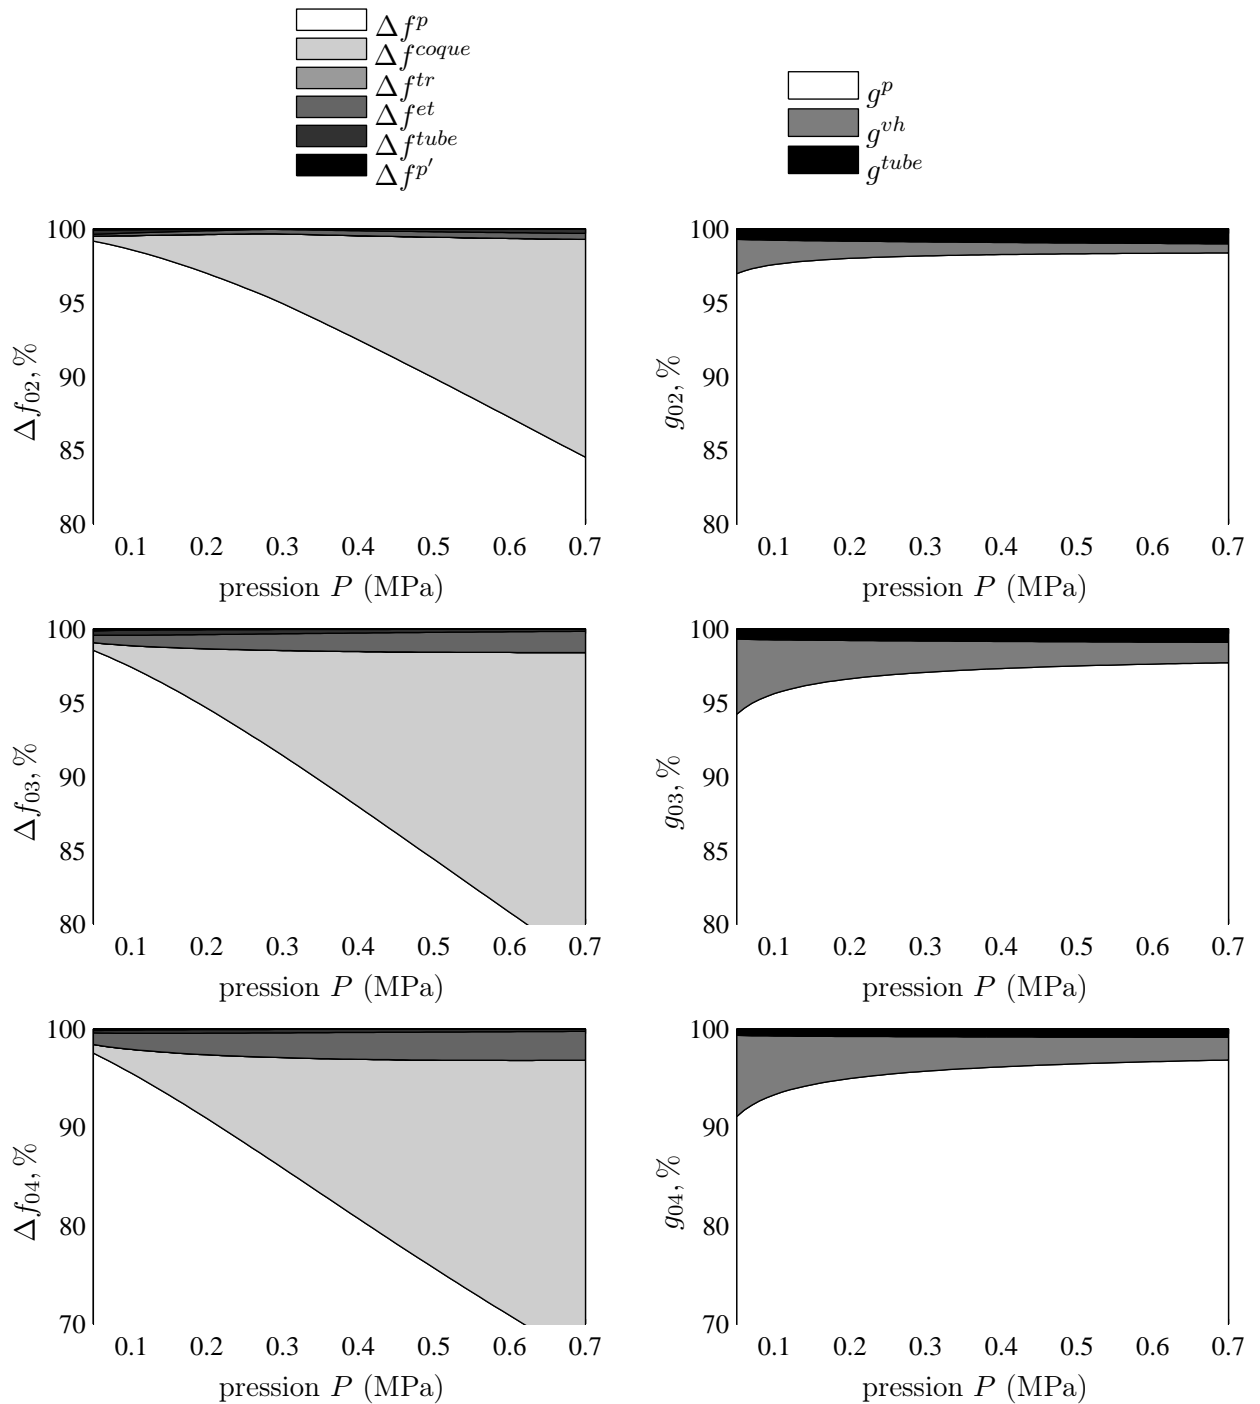 Δf^p
Δf^coque
Δf^tr
Δf^et
Δf^tube
Δf^p′
g^p
g^vh
g^tube
100
95
90
85
80
Δf_02, %
0.1 0.2 0.3 0.4 0.5 0.6 0.7
pression P (MPa)
100
95
90
85
80
g_02, %
0.1 0.2 0.3 0.4 0.5 0.6 0.7
pression P (MPa)
100
95
90
85
80
Δf_03, %
0.1 0.2 0.3 0.4 0.5 0.6 0.7
pression P (MPa)
100
95
90
85
80
g_03, %
0.1 0.2 0.3 0.4 0.5 0.6 0.7
pression P (MPa)
100
90
80
70
Δf_04, %
0.1 0.2 0.3 0.4 0.5 0.6 0.7
pression P (MPa)
100
90
80
70
g_04, %
0.1 0.2 0.3 0.4 0.5 0.6 0.7
pression P (MPa)